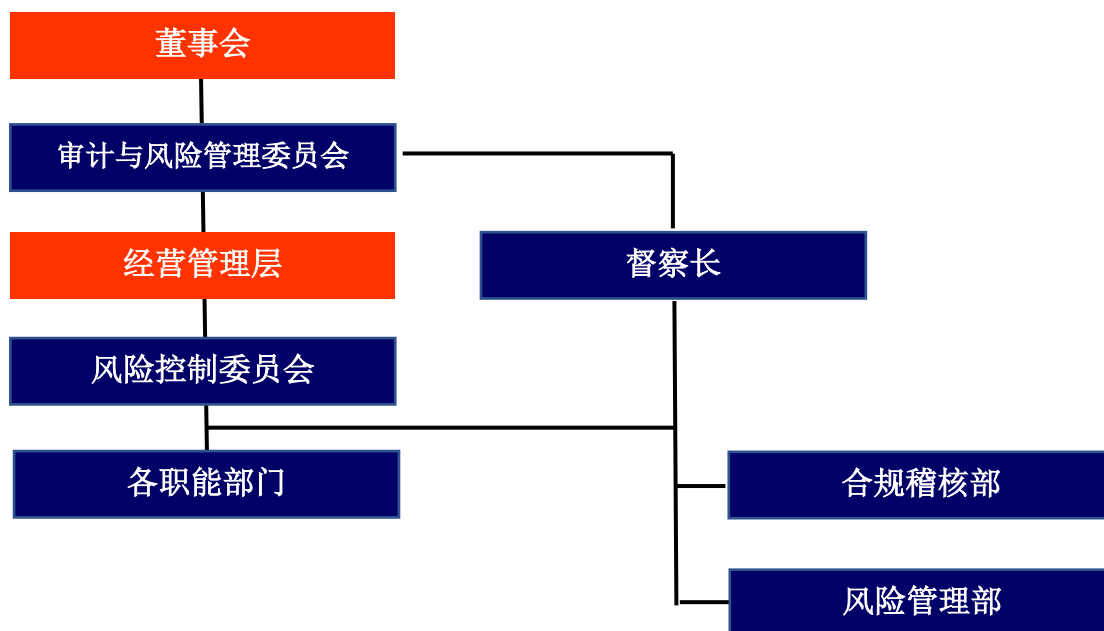 董事会
审计与风险管理委员会
经营管理层
督察长
风险控制委员会
各职能部门
合规稽核部
风险管理部